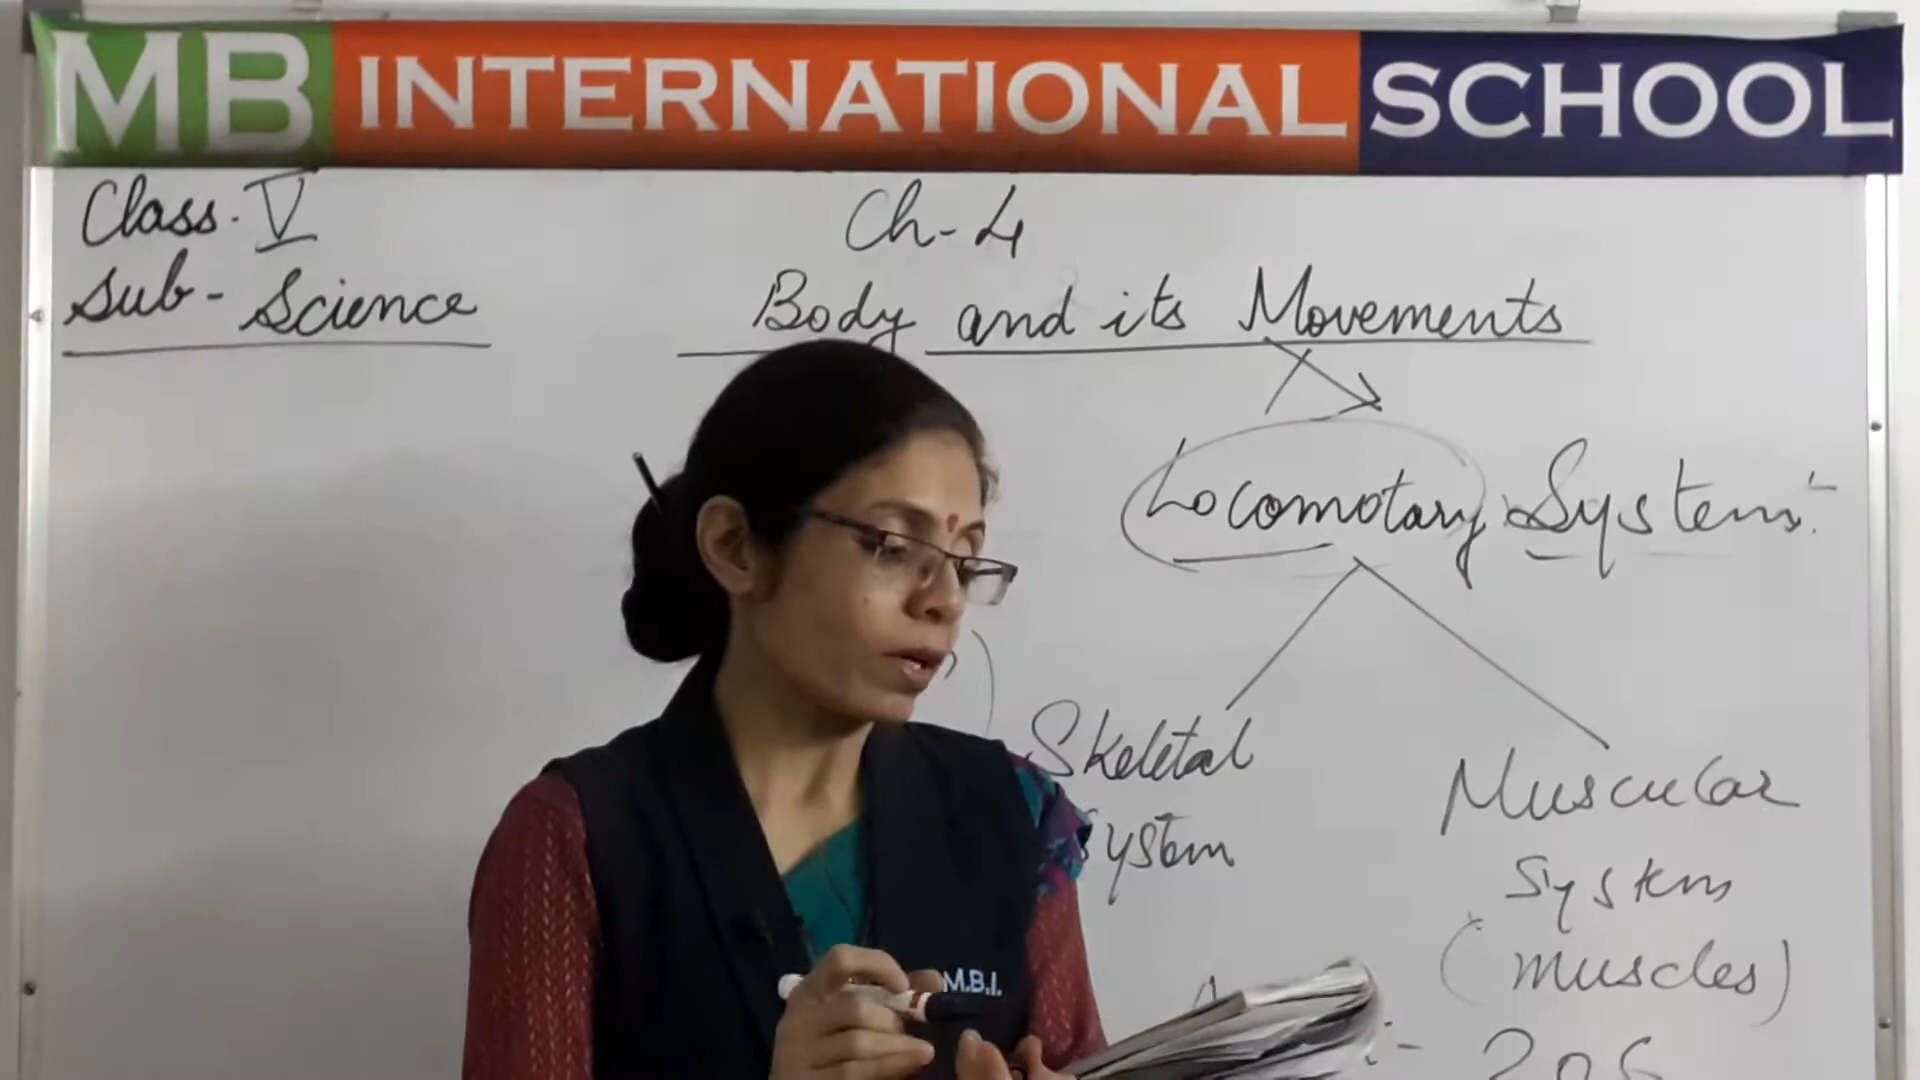 MB INTERNATIONAL SCHOOL
Class. V
Sub - Science
Ch-4
Body and its Movements
Locomotary System:-
Skeletal
System
Muscular
System
(muscles)
:- 206
M.B.I.